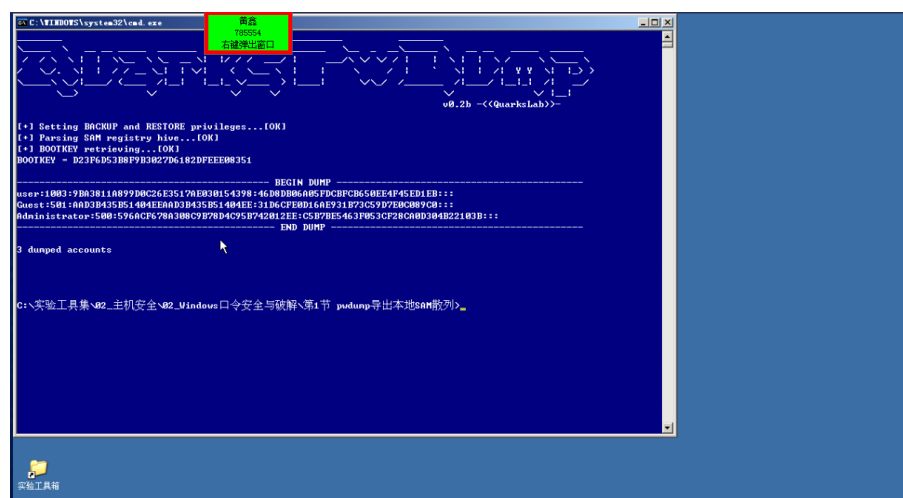 C:\WINDOWS\system32\cmd.exe
黄鑫
785554
右键弹出窗口
Quarks PwDump
v0.2b -<(QuarksLab)>-
[+] Setting BACKUP and RESTORE privileges...[OK]
[+] Parsing SAM registry hive...[OK]
[+] BOOTKEY retrieving...[OK]
BOOTKEY = D23F6D53B8F9B3027D6182DFEEE08351
BEGIN DUMP
user:1003:9BA3811A899D0C26E3517AE030154398:46D8DB06A05FDCBFCB650EE4F45ED1EB:::
Guest:501:AAD3B435B51404EEAAD3B435B51404EE:31D6CFE0D16AE931B73C59D7E0C089C0:::
Administrator:500:596ACF678A308C9B78D4C95B742012EE:C5B7BE5463F053CF28CA0D304B22103B:::
END DUMP
3 dumped accounts
C:\实验工具集\02_主机安全\02_Windows口令安全与破解\第1节 pwdump导出本地SAM散列>_
实验工具箱